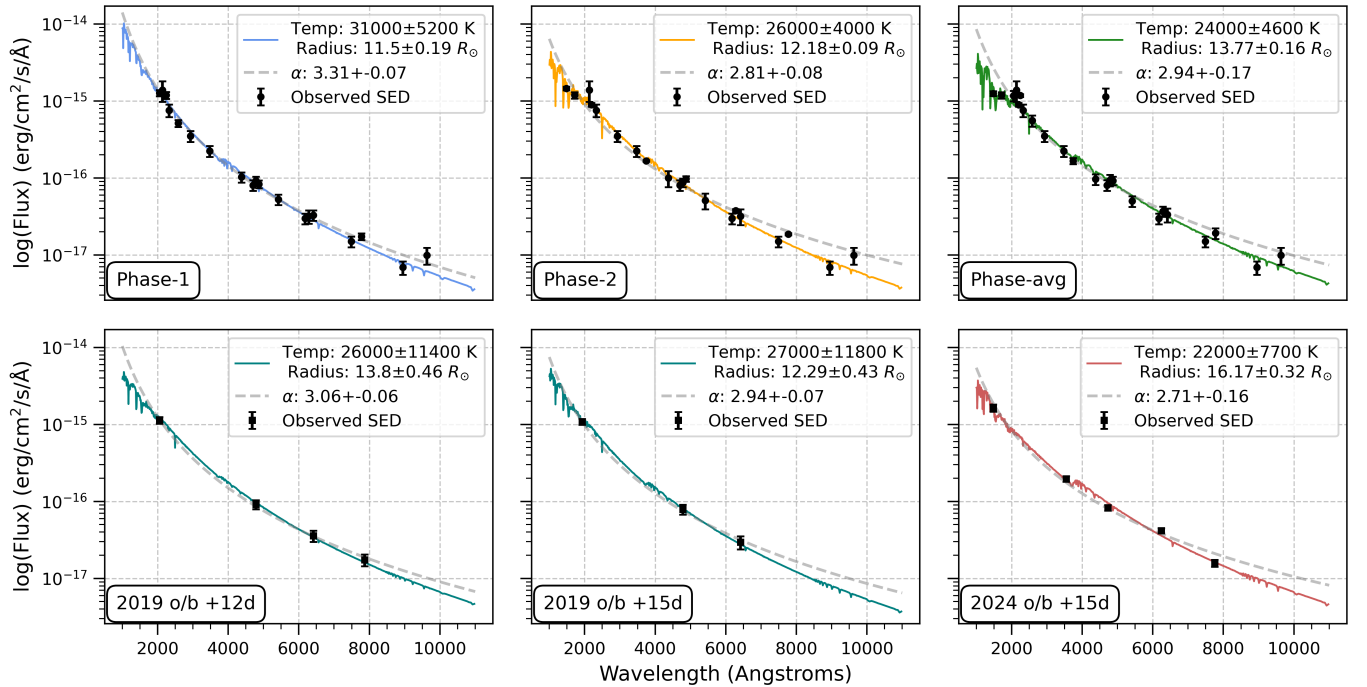 10⁻¹⁴
10⁻¹⁵
10⁻¹⁶
10⁻¹⁷
log(Flux) (erg/cm²/s/Å)
Temp: 31000±5200 K
Radius: 11.5±0.19 R⊙
α: 3.31+-0.07
Observed SED
Phase-1
Temp: 26000±4000 K
Radius: 12.18±0.09 R⊙
α: 2.81+-0.08
Observed SED
Phase-2
Temp: 24000±4600 K
Radius: 13.77±0.16 R⊙
α: 2.94+-0.17
Observed SED
Phase-avg
10⁻¹⁴
10⁻¹⁵
10⁻¹⁶
10⁻¹⁷
log(Flux) (erg/cm²/s/Å)
Temp: 26000±11400 K
Radius: 13.8±0.46 R⊙
α: 3.06+-0.06
Observed SED
2019 o/b +12d
Temp: 27000±11800 K
Radius: 12.29±0.43 R⊙
α: 2.94+-0.07
Observed SED
2019 o/b +15d
Temp: 22000±7700 K
Radius: 16.17±0.32 R⊙
α: 2.71+-0.16
Observed SED
2024 o/b +15d
2000 4000 6000 8000 10000
2000 4000 6000 8000 10000
2000 4000 6000 8000 10000
Wavelength (Angstroms)